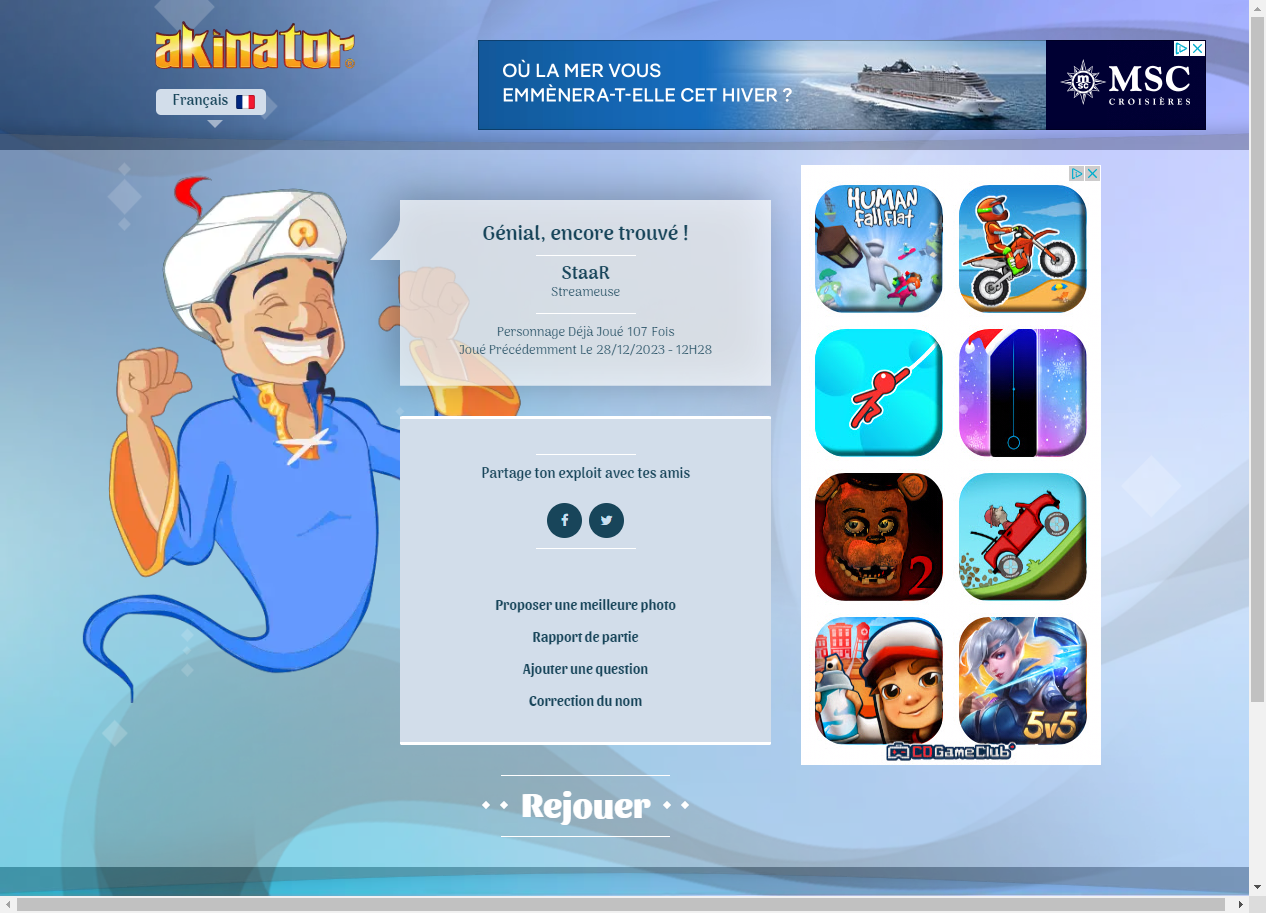 akinator
Français
OÙ LA MER VOUS
EMMÈNERA-T-ELLE CET HIVER ?
MSC
MSC
CROISIÈRES
Génial, encore trouvé !
StaaR
Streameuse
Personnage Déjà Joué 107 Fois
Joué Précédemment Le 28/12/2023 - 12H28
Partage ton exploit avec tes amis
Proposer une meilleure photo
Rapport de partie
Ajouter une question
Correction du nom
Rejouer
HUMAN
fall flat
2
5v5
CDGameClub